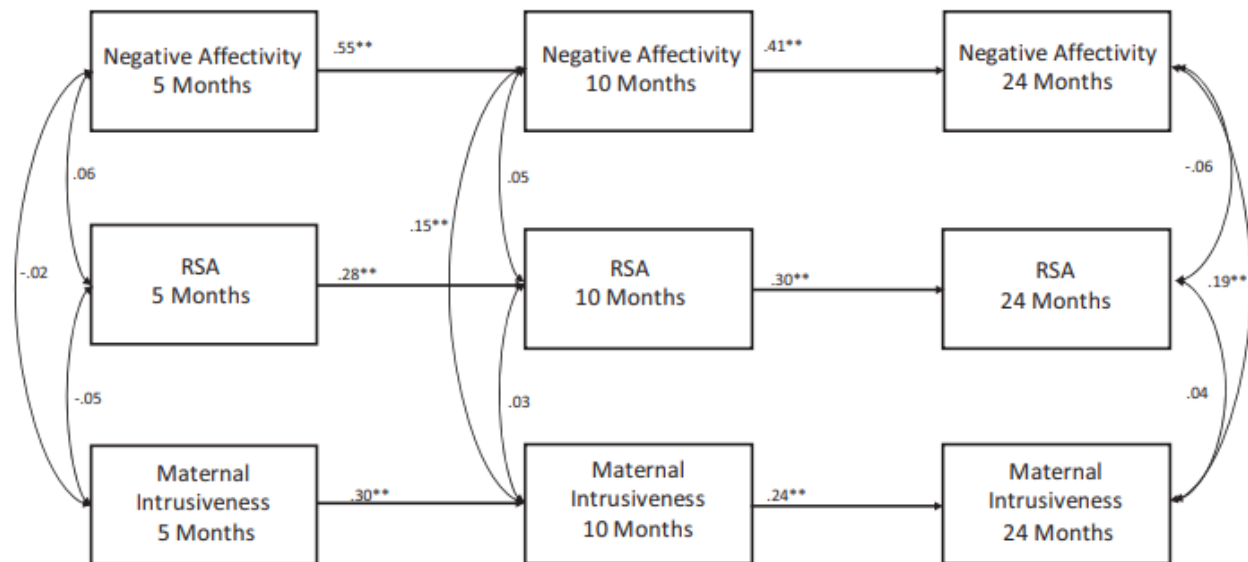 Negative Affectivity
5 Months
.55**
Negative Affectivity
10 Months
.41**
Negative Affectivity
24 Months
.06
.05
-.06
-.02
.15**
.19**
RSA
5 Months
.28**
RSA
10 Months
.30**
RSA
24 Months
-.05
.03
.04
Maternal
Intrusiveness
5 Months
.30**
Maternal
Intrusiveness
10 Months
.24**
Maternal
Intrusiveness
24 Months